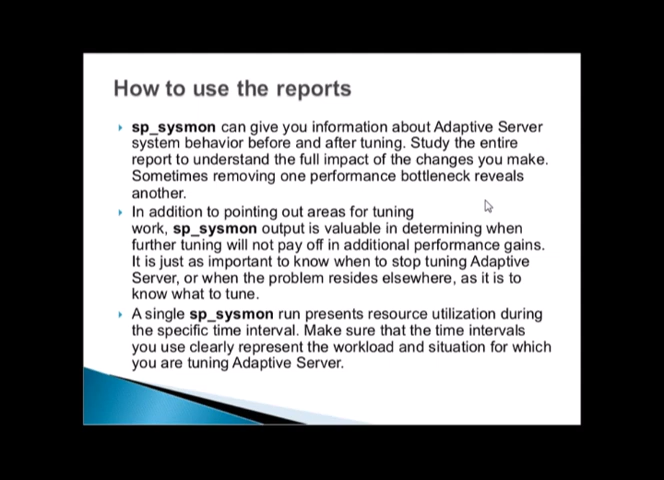 How to use the reports
sp_sysmon can give you information about Adaptive Server
system behavior before and after tuning. Study the entire
report to understand the full impact of the changes you make.
Sometimes removing one performance bottleneck reveals
another.
In addition to pointing out areas for tuning
work, sp_sysmon output is valuable in determining when
further tuning will not pay off in additional performance gains.
It is just as important to know when to stop tuning Adaptive
Server, or when the problem resides elsewhere, as it is to
know what to tune.
A single sp_sysmon run presents resource utilization during
the specific time interval. Make sure that the time intervals
you use clearly represent the workload and situation for which
you are tuning Adaptive Server.